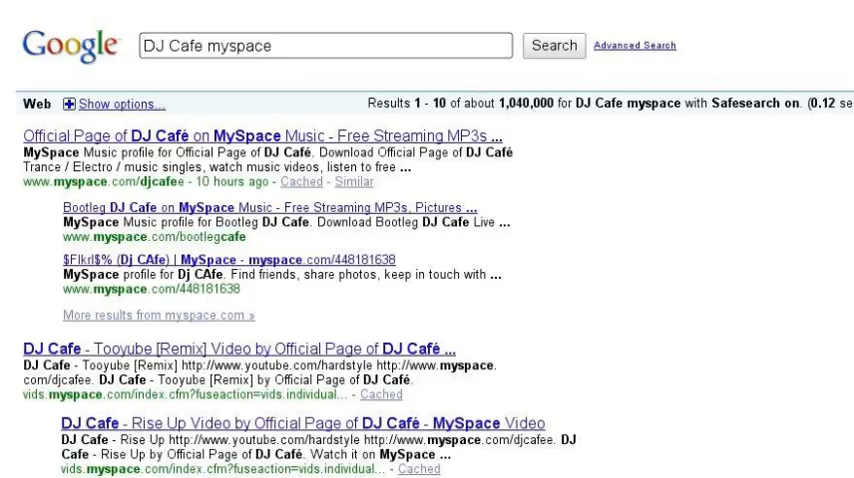 Google
DJ Cafe myspace
Search
Advanced Search
Web Show options... Results 1 - 10 of about 1,040,000 for DJ Cafe myspace with Safesearch on. (0.12 se
Official Page of DJ Café on MySpace Music - Free Streaming MP3s ...
MySpace Music profile for Official Page of DJ Café. Download Official Page of DJ Café
Trance / Electro / music singles, watch music videos, listen to free ...
www.myspace.com/djcafee - 10 hours ago - Cached - Similar
Bootleg DJ Cafe on MySpace Music - Free Streaming MP3s, Pictures ...
MySpace Music profile for Bootleg DJ Cafe. Download Bootleg DJ Cafe Live ...
www.myspace.com/bootlegcafe
$FlkrI$% (Dj CAfe) | MySpace - myspace.com/448181638
MySpace profile for Dj CAfe. Find friends, share photos, keep in touch with ...
www.myspace.com/448181638
More results from myspace.com »
DJ Cafe - Tooyube [Remix] Video by Official Page of DJ Café ...
DJ Cafe - Tooyube [Remix] http://www.youtube.com/hardstyle http://www.myspace.
com/djcafee. DJ Cafe - Tooyube [Remix] by Official Page of DJ Café.
vids.myspace.com/index.cfm?fuseaction=vids.individual... - Cached
DJ Cafe - Rise Up Video by Official Page of DJ Café - MySpace Video
DJ Cafe - Rise Up http://www.youtube.com/hardstyle http://www.myspace.com/djcafee. DJ
Cafe - Rise Up by Official Page of DJ Café. Watch it on MySpace ...
vids.myspace.com/index.cfm?fuseaction=vids.individual... - Cached